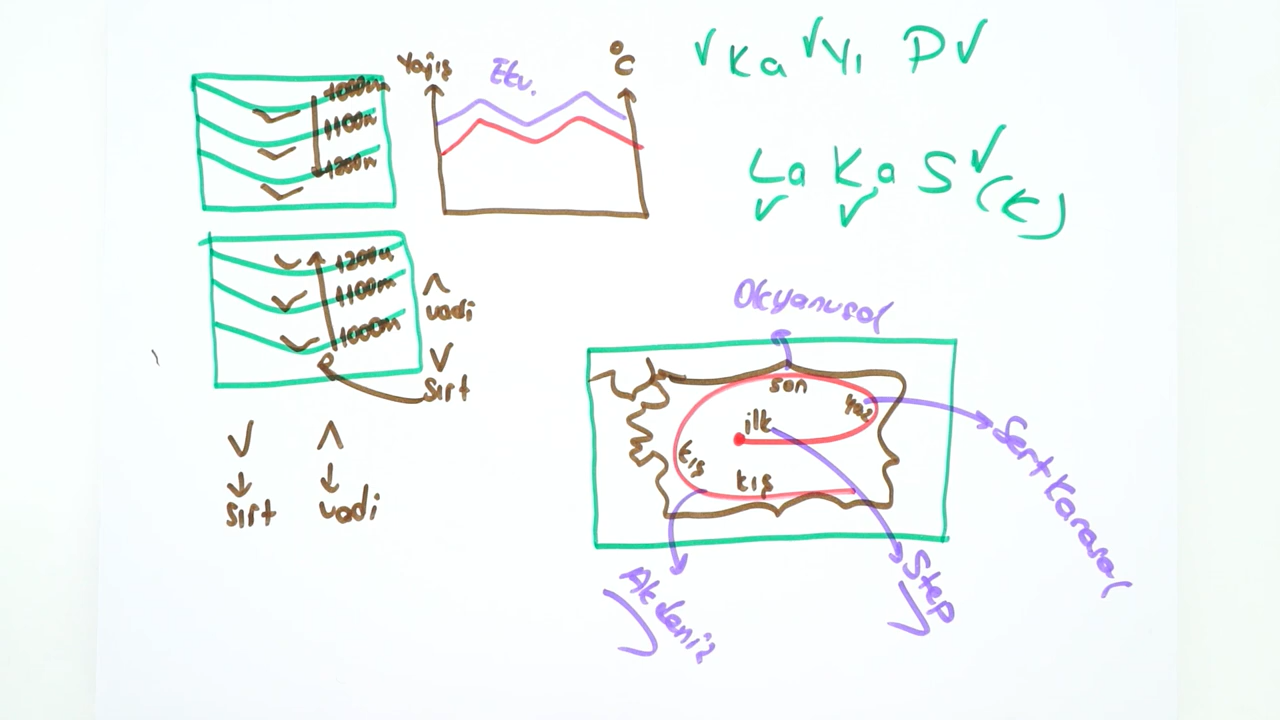 1000m
1100m
1200m
Yağış
Ekv.
°C
Ka Yı D
La Ka S (K)
1200m
1100m
1000m
P
Λ
vadi
V
Sırt
V Λ
Sırt vadi
Okyanusal
son
ilk
Yaz
kış
kış
Sert Karasal
Step
Akdeniz